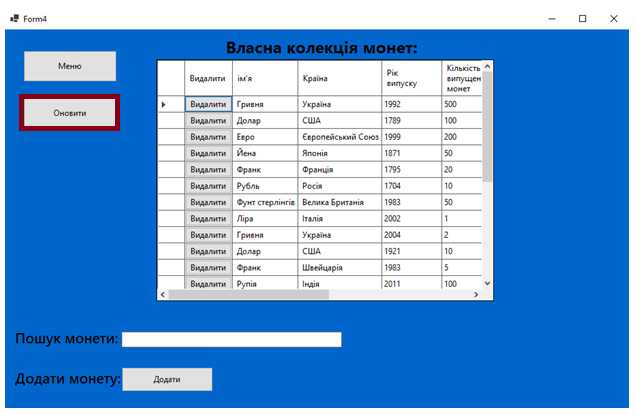 Form4
Власна колекція монет:
Меню
Оновити
Видалити ім'я Країна Рік випуску Кількість випущен монет
Видалити Гривня Україна 1992 500
Видалити Долар США 1789 100
Видалити Евро Європейський Союз 1999 200
Видалити Йена Японія 1871 50
Видалити Франк Франція 1795 20
Видалити Рубль Росія 1704 10
Видалити Фунт стерлінгів Велика Британія 1983 50
Видалити Ліра Італія 2002 1
Видалити Гривня Україна 2004 2
Видалити Долар США 1921 10
Видалити Франк Швейцарія 1983 5
Видалити Рупія Індія 2011 100
Пошук монети:
Додати монету: Додати